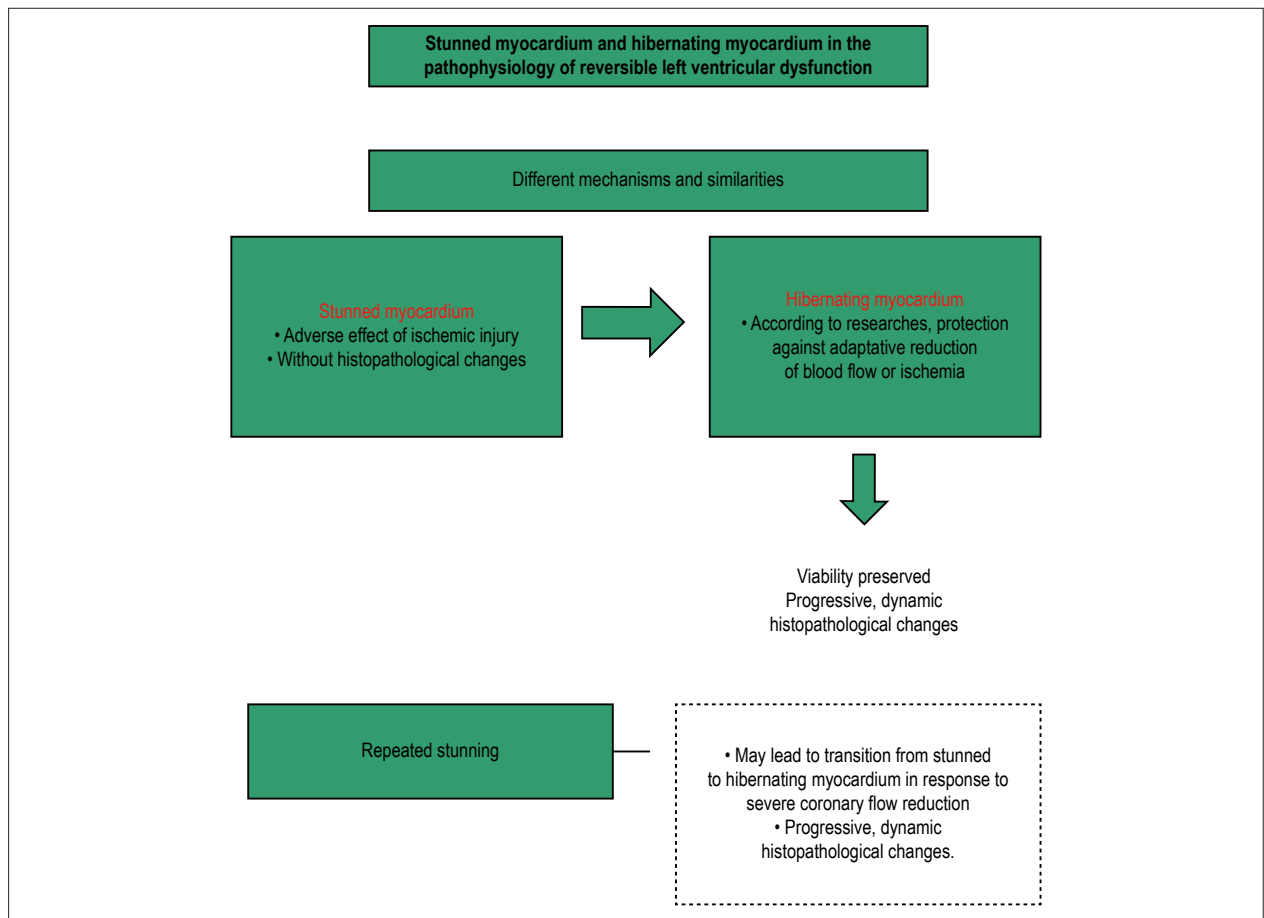 Stunned myocardium and hibernating myocardium in the
pathophysiology of reversible left ventricular dysfunction
Different mechanisms and similarities
Stunned myocardium
• Adverse effect of ischemic injury
• Without histopathological changes
Hibernating myocardium
• According to researches, protection
against adaptative reduction
of blood flow or ischemia
Viability preserved
Progressive, dynamic
histopathological changes
Repeated stunning
• May lead to transition from stunned
to hibernating myocardium in response to
severe coronary flow reduction
• Progressive, dynamic
histopathological changes.